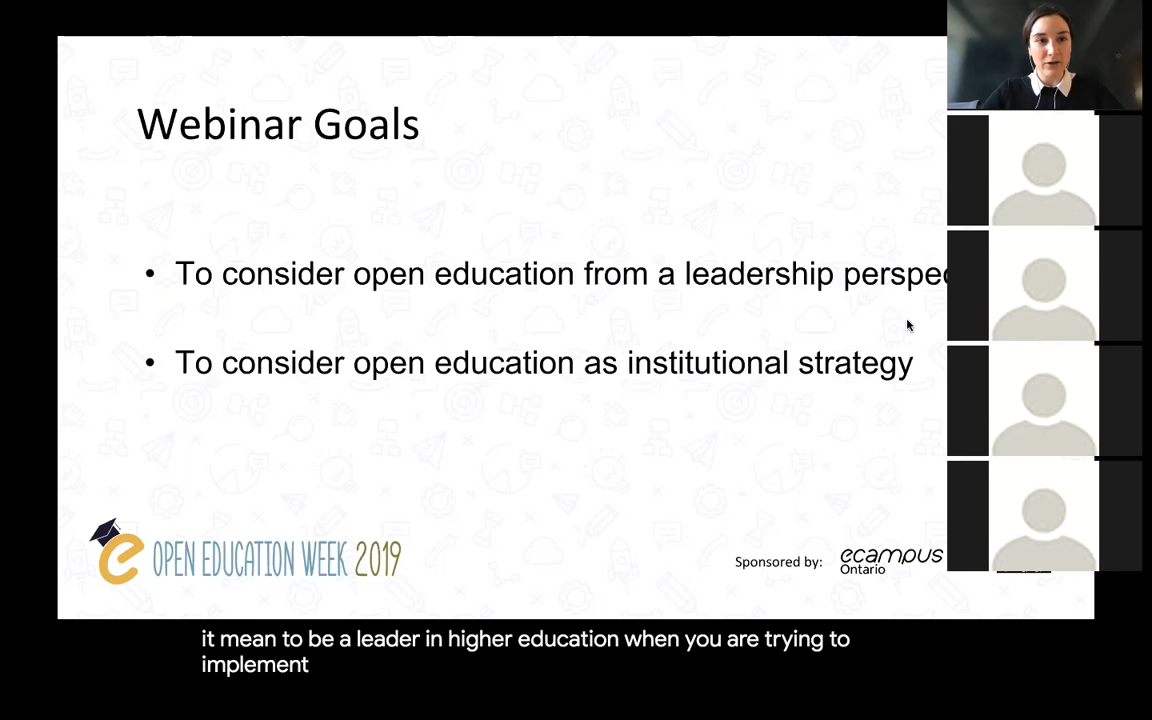 Webinar Goals
• To consider open education from a leadership perspec
• To consider open education as institutional strategy
OPEN EDUCATION WEEK 2019
Sponsored by:
ecampus
Ontario
it mean to be a leader in higher education when you are trying to
implement